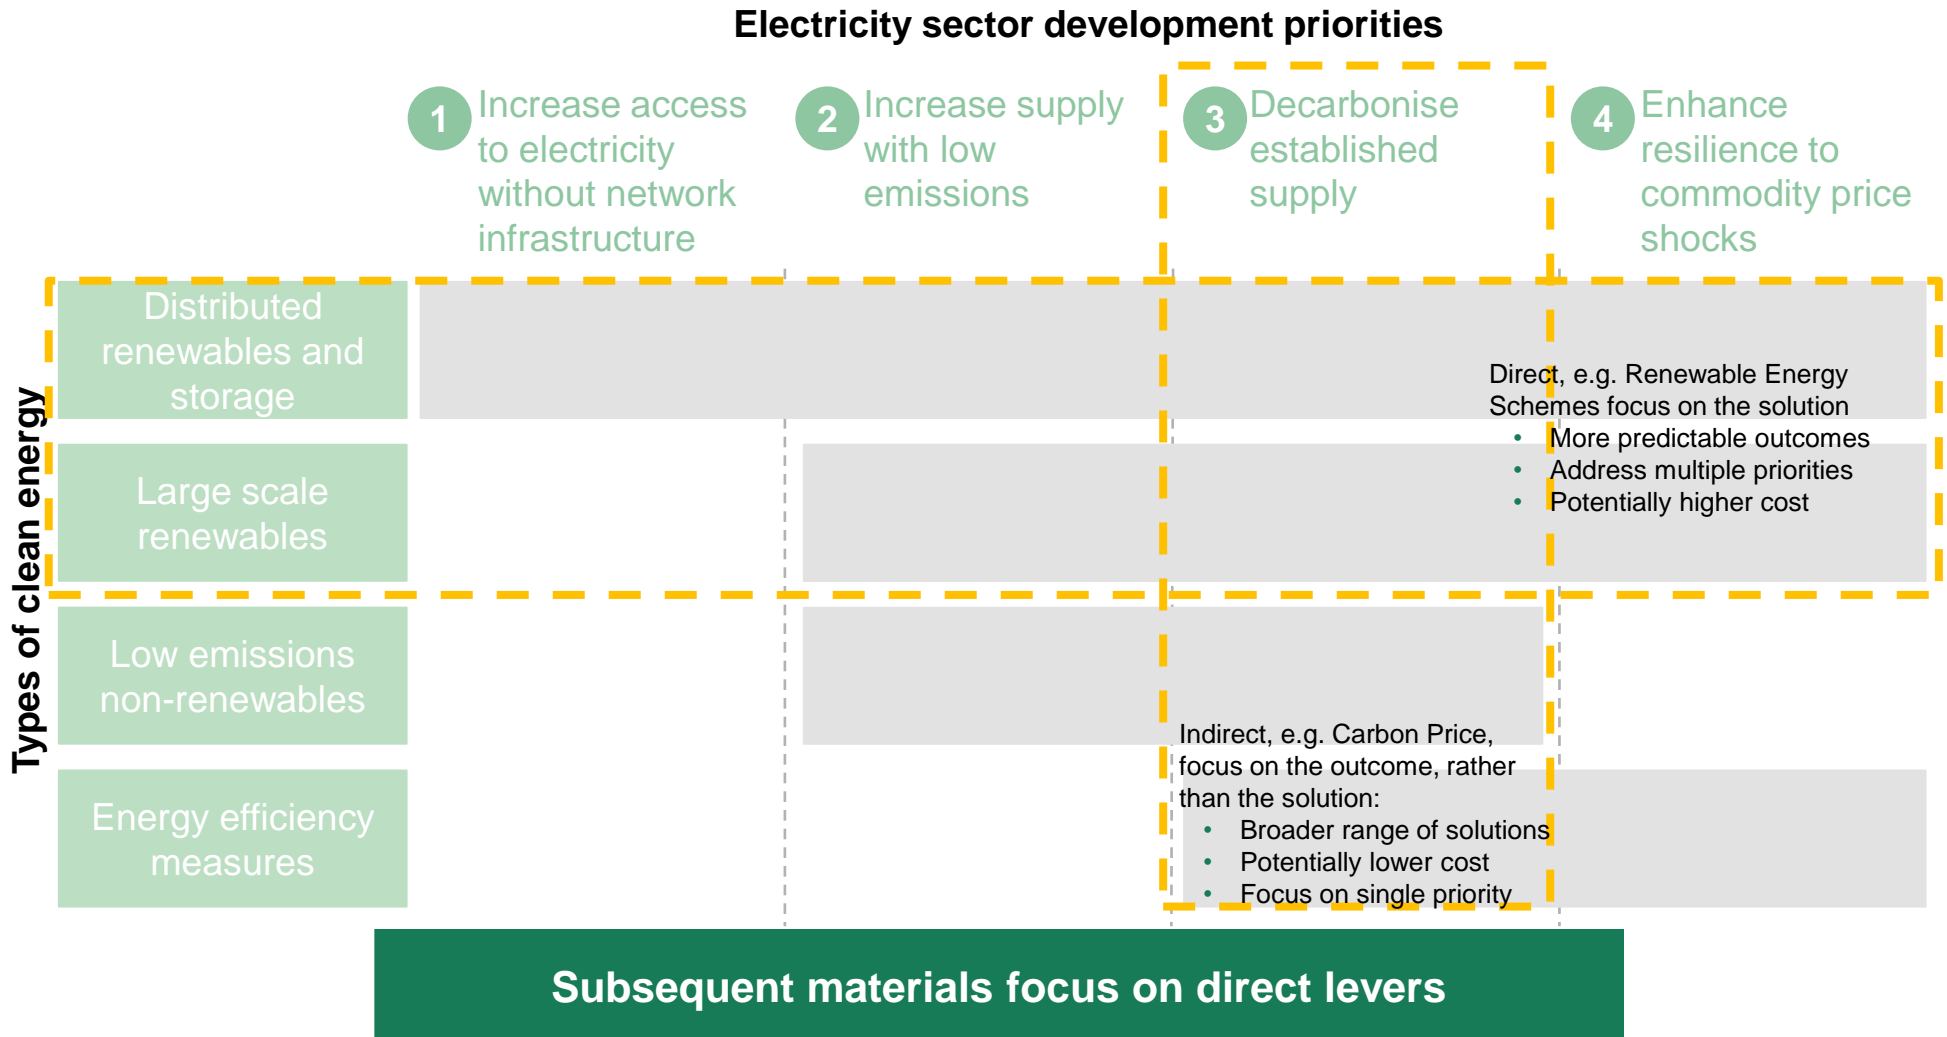 Electricity sector development priorities
1
Increase access
to electricity
without network
infrastructure
2
Increase supply
with low
emissions
3
Decarbonise
established
supply
4
Enhance
resilience to
commodity price
shocks
Types of clean energy
Distributed
renewables and
storage
Direct, e.g. Renewable Energy
Schemes focus on the solution
• More predictable outcomes
• Address multiple priorities
• Potentially higher cost
Large scale
renewables
Low emissions
non-renewables
Indirect, e.g. Carbon Price,
focus on the outcome, rather
than the solution:
• Broader range of solutions
• Potentially lower cost
• Focus on single priority
Energy efficiency
measures
Subsequent materials focus on direct levers